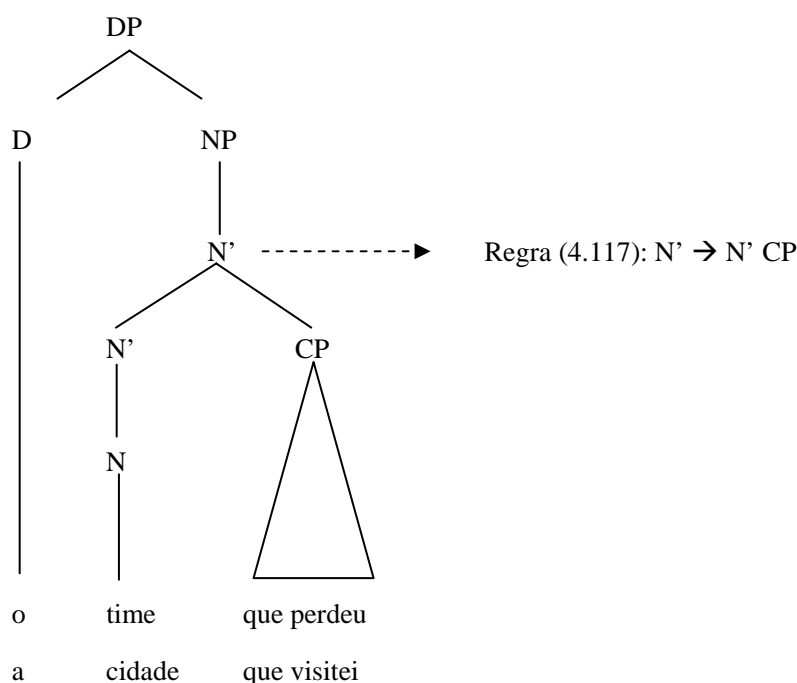 DP
D NP
N’ Regra (4.117): N’ → N’ CP
N’ CP
N
o time que perdeu
a cidade que visitei